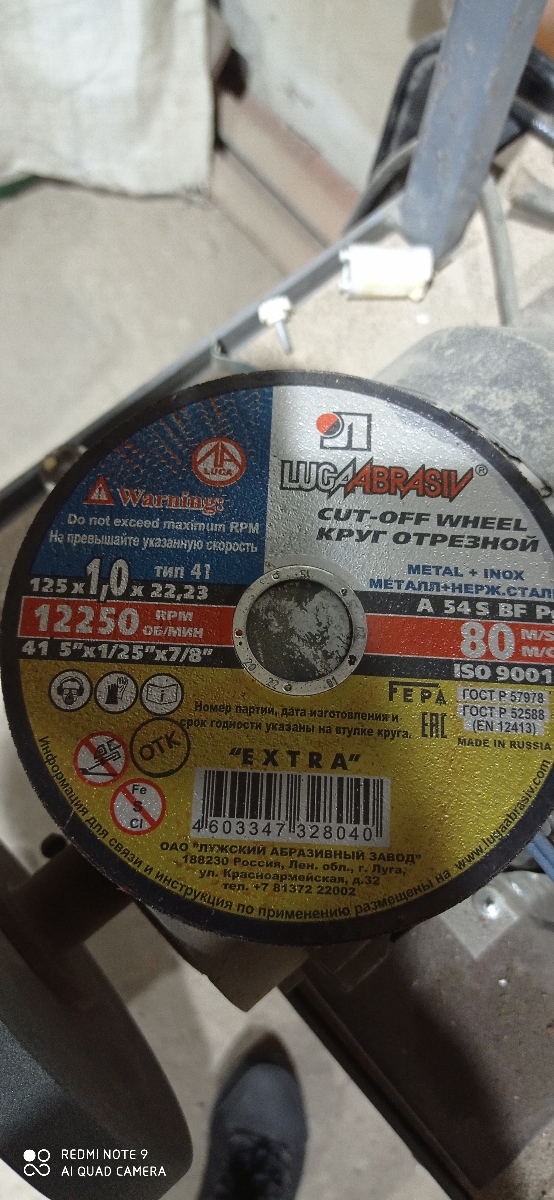 LUGA
Warning:
Do not exceed maximum RPM
Не превышайте указанную скорость
LUGAABRASIV®
CUT-OFF WHEEL
КРУГ ОТРЕЗНОЙ
тип 41
125 x 1,0 x 22,23
METAL + INOX
МЕТАЛЛ+НЕРЖ.СТАЛЬ
A 54 S BF
12250 RPM
ОБ/МИН
80 M/S
М/С
41 5"x1/25"x7/8"
ISO 9001
FEPA
ГОСТ Р 57978
ГОСТ Р 52588
(EN 12413)
EAC
MADE IN RUSSIA
Номер партии, дата изготовления и
срок годности указаны на втулке круга.
ОТК
"EXTRA"
Fe
S
Cl
4 603347 328040
ОАО "ЛУЖСКИЙ АБРАЗИВНЫЙ ЗАВОД"
188230 Россия, Лен. обл., г. Луга,
ул. Красноармейская, д.32
тел. +7 81372 22002
Информация для связи и инструкция по применению размещены на www.lugaabrasiv.com
REDMI NOTE 9
AI QUAD CAMERA